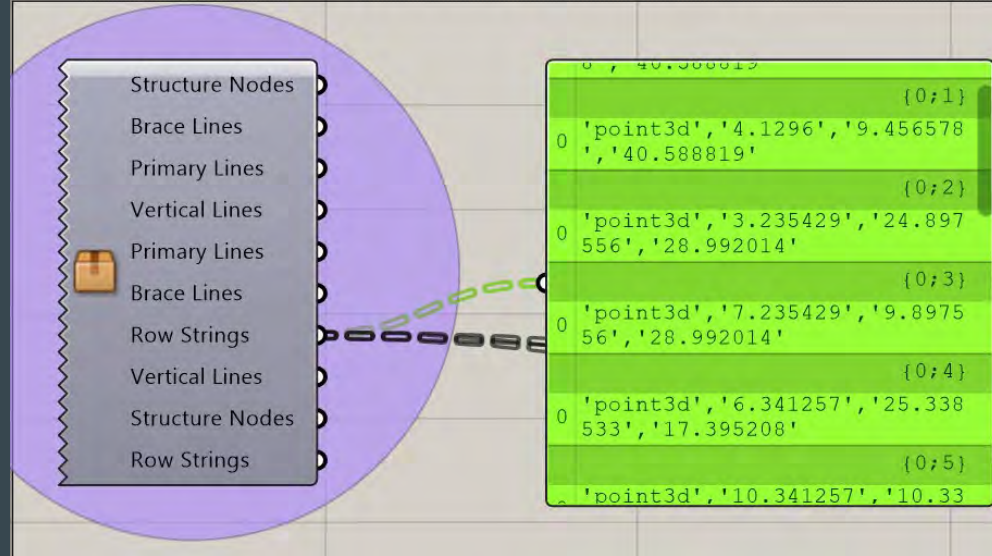 Structure Nodes
Brace Lines
Primary Lines
Vertical Lines
Primary Lines
Brace Lines
Row Strings
Vertical Lines
Structure Nodes
Row Strings
{0;1}
0 'point3d','4.1296','9.456578
','40.588819'
{0;2}
0 'point3d','3.235429','24.897
556','28.992014'
{0;3}
0 'point3d','7.235429','9.8975
56','28.992014'
{0;4}
0 'point3d','6.341257','25.338
533','17.395208'
{0;5}
'point3d','10.341257','10.33